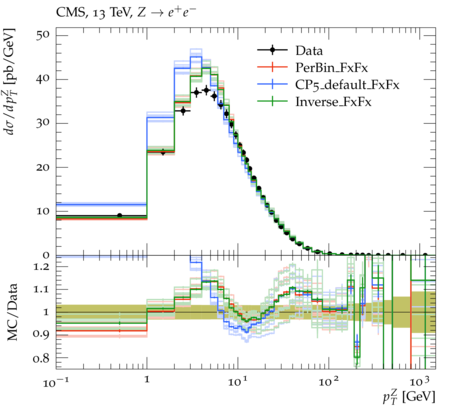 CMS, 13 TeV, Z → e⁺e⁻
dσ/dp_T^Z [pb/GeV]
50
40
30
20
10
0
Data
PerBin_FxFx
CP5_default_FxFx
Inverse_FxFx
MC/Data
1.2
1.1
1
0.9
0.8
10⁻¹
1
10¹
10²
10³
p_T^Z [GeV]